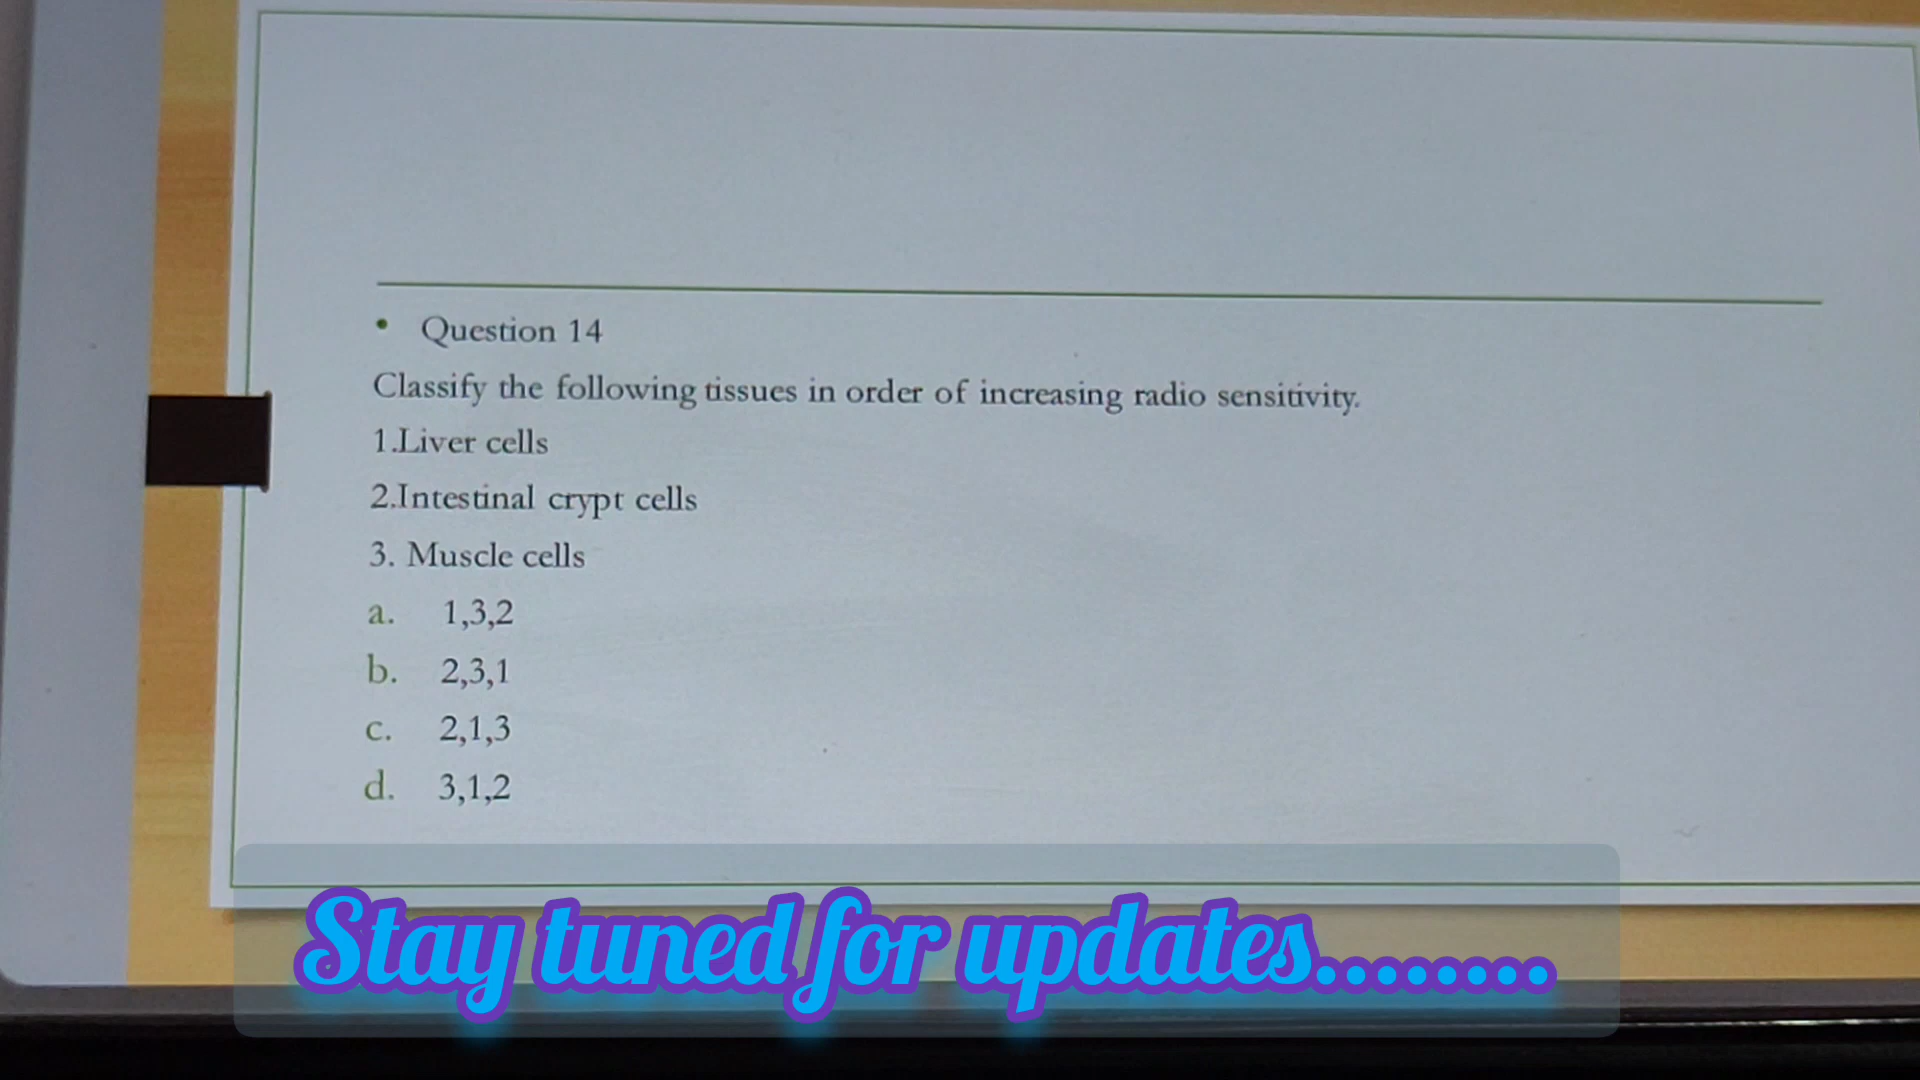 • Question 14
Classify the following tissues in order of increasing radio sensitivity.
1.Liver cells
2.Intestinal crypt cells
3. Muscle cells
a. 1,3,2
b. 2,3,1
c. 2,1,3
d. 3,1,2
Stay tuned for updates........